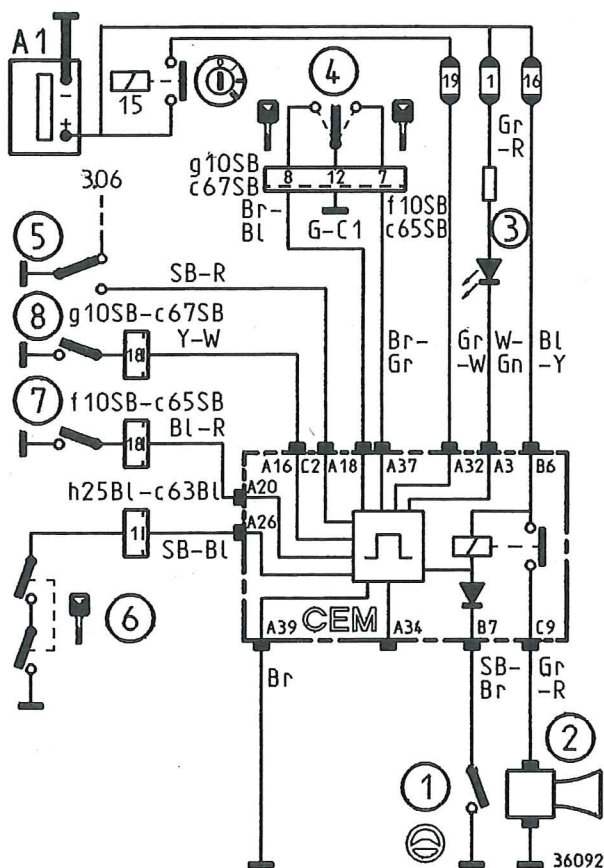 A1
-
+
15
0
4
19
1
16
g10SB
c67SB
8
12
7
f10SB
c65SB
Gr
-R
306
Br-
Bl
G-C1
3
5
SB-R
8
g10SB-c67SB
Y-W
18
Br-
Gr
Gr
-W
W-
Gn
Bl
-Y
7
f10SB-c65SB
Bl-R
18
A16
C2
A18
A37
A32
A3
B6
h25Bl-c63Bl
A20
1
A26
SB-Bl
6
CEM
A39
A34
B7
C9
Br
SB-
Br
Gr
-R
2
1
36092